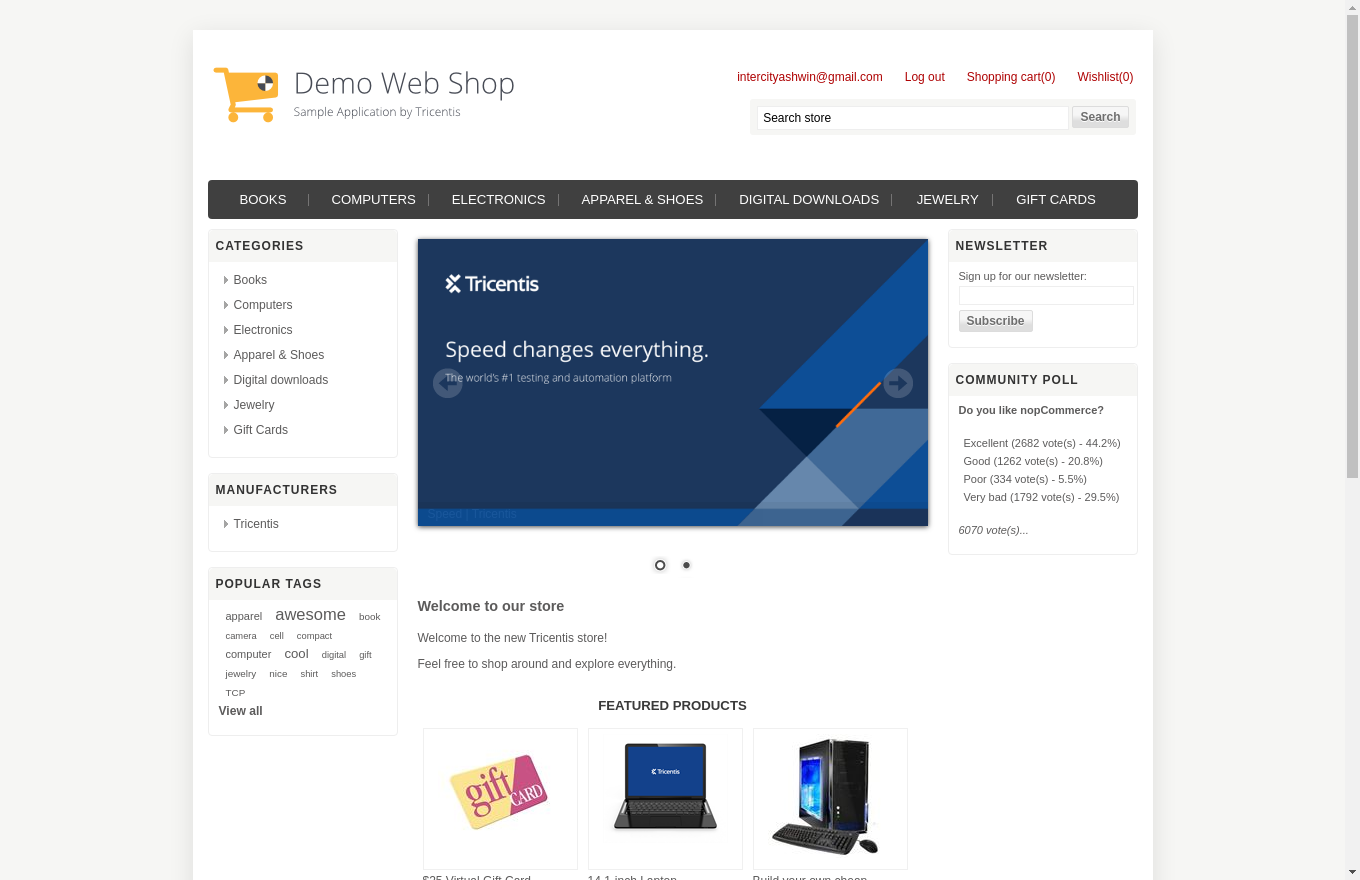 Demo Web Shop
Sample Application by Tricentis
intercityashwin@gmail.com Log out Shopping cart(0) Wishlist(0)
Search store Search
BOOKS COMPUTERS ELECTRONICS APPAREL & SHOES DIGITAL DOWNLOADS JEWELRY GIFT CARDS
CATEGORIES
Books
Computers
Electronics
Apparel & Shoes
Digital downloads
Jewelry
Gift Cards
MANUFACTURERS
Tricentis
POPULAR TAGS
apparel awesome book
camera cell compact
computer cool digital gift
jewelry nice shirt shoes
TCP
View all
Tricentis
Speed changes everything.
The world's #1 testing and automation platform
Speed | Tricentis
Welcome to our store
Welcome to the new Tricentis store!
Feel free to shop around and explore everything.
FEATURED PRODUCTS
gift CARD
Tricentis
$25 Virtual Gift Card 14.1-inch Laptop Build your own cheap
NEWSLETTER
Sign up for our newsletter:
Subscribe
COMMUNITY POLL
Do you like nopCommerce?
Excellent (2682 vote(s) - 44.2%)
Good (1262 vote(s) - 20.8%)
Poor (334 vote(s) - 5.5%)
Very bad (1792 vote(s) - 29.5%)
6070 vote(s)...